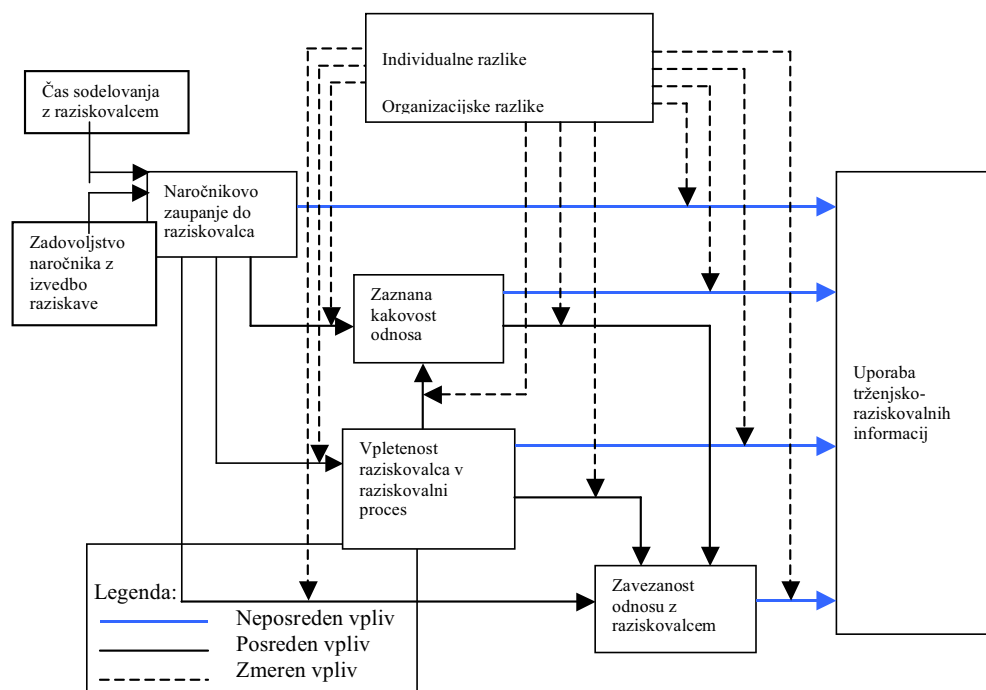 Individualne razlike
Organizacijske razlike
Čas sodelovanja
z raziskovalcem
Naročnikovo
zaupanje do
raziskovalca
Zadovoljstvo
naročnika z
izvedbo
raziskave
Zaznana
kakovost
odnosa
Uporaba
trženjsko-
raziskovalnih
informacij
Vpletenost
raziskovalca v
raziskovalni
proces
Zavezanost
odnosu z
raziskovalcem
Legenda:
Neposreden vpliv
Posreden vpliv
Zmeren vpliv